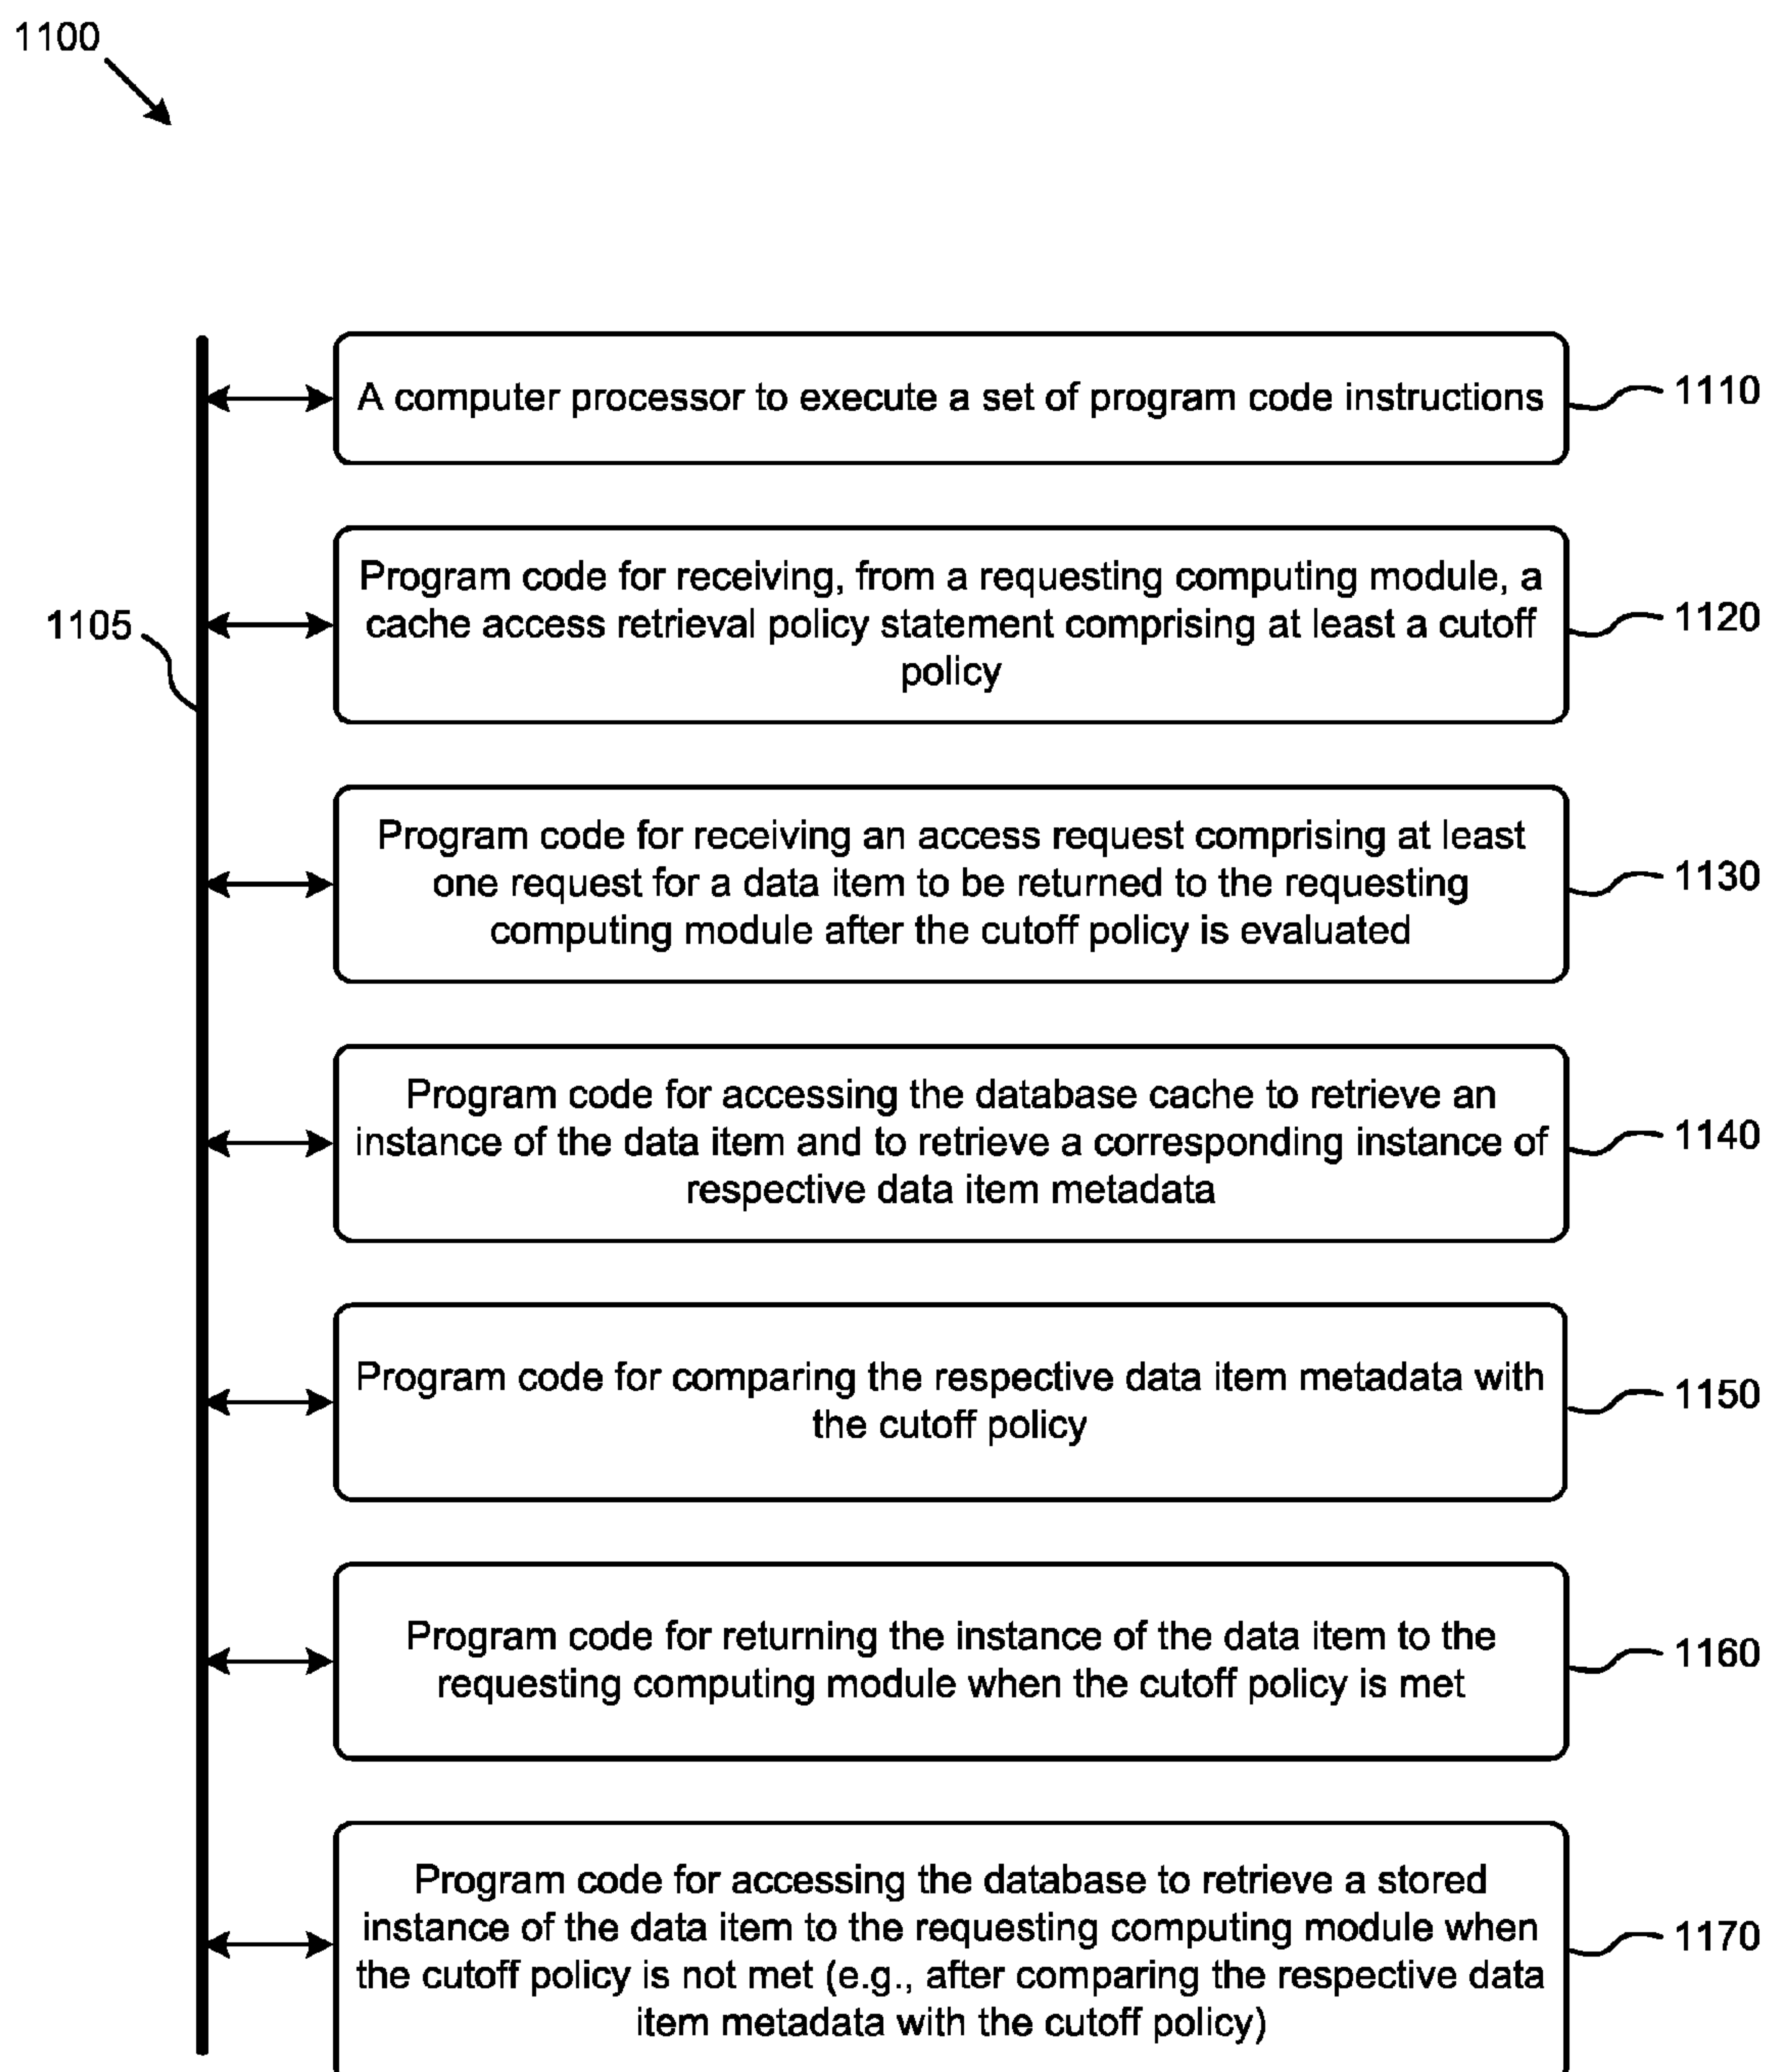 1100
A computer processor to execute a set of program code instructions
1110
Program code for receiving, from a requesting computing module, a
cache access retrieval policy statement comprising at least a cutoff
policy
1120
1105
Program code for receiving an access request comprising at least
one request for a data item to be returned to the requesting
computing module after the cutoff policy is evaluated
1130
Program code for accessing the database cache to retrieve an
instance of the data item and to retrieve a corresponding instance of
respective data item metadata
1140
Program code for comparing the respective data item metadata with
the cutoff policy
1150
Program code for returning the instance of the data item to the
requesting computing module when the cutoff policy is met
1160
Program code for accessing the database to retrieve a stored
instance of the data item to the requesting computing module when
the cutoff policy is not met (e.g., after comparing the respective data
item metadata with the cutoff policy)
1170